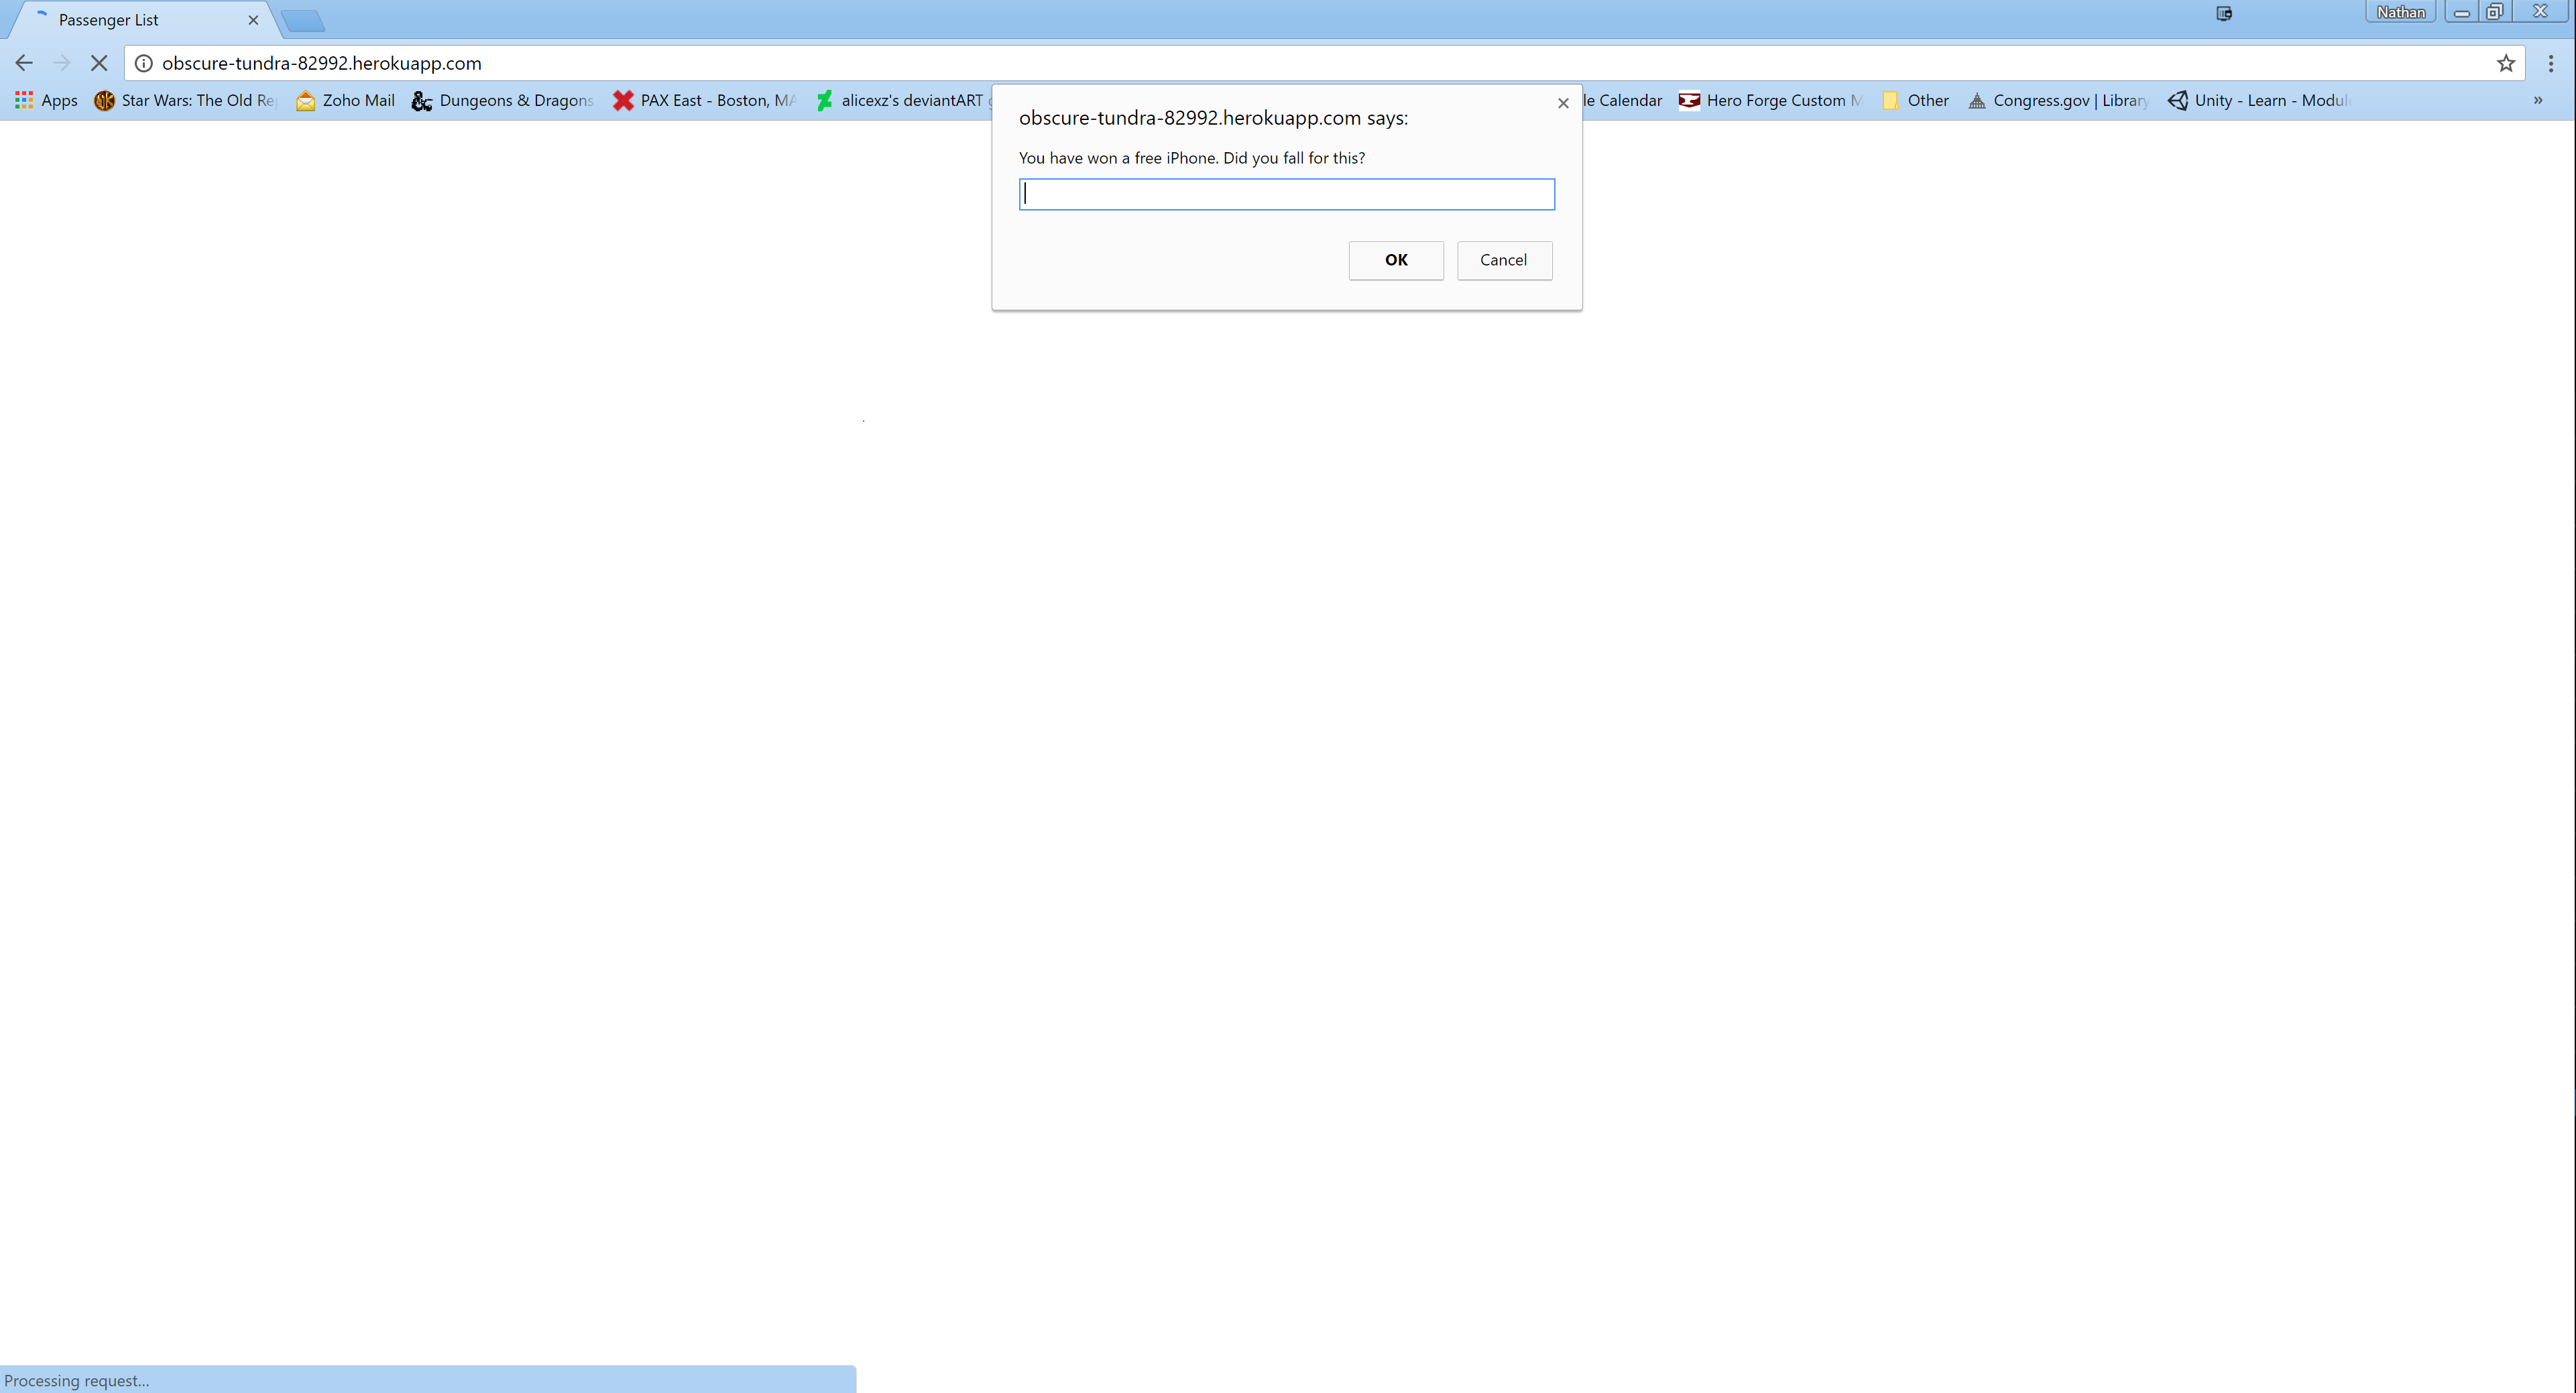 Passenger List
Nathan
obscure-tundra-82992.herokuapp.com
Apps
Star Wars: The Old Re
Zoho Mail
Dungeons & Dragons
PAX East - Boston, MA
alicexz's deviantART
le Calendar
Hero Forge Custom M
Other
Congress.gov | Library
Unity - Learn - Modul
»
obscure-tundra-82992.herokuapp.com says:
You have won a free iPhone. Did you fall for this?
OK
Cancel
Processing request...